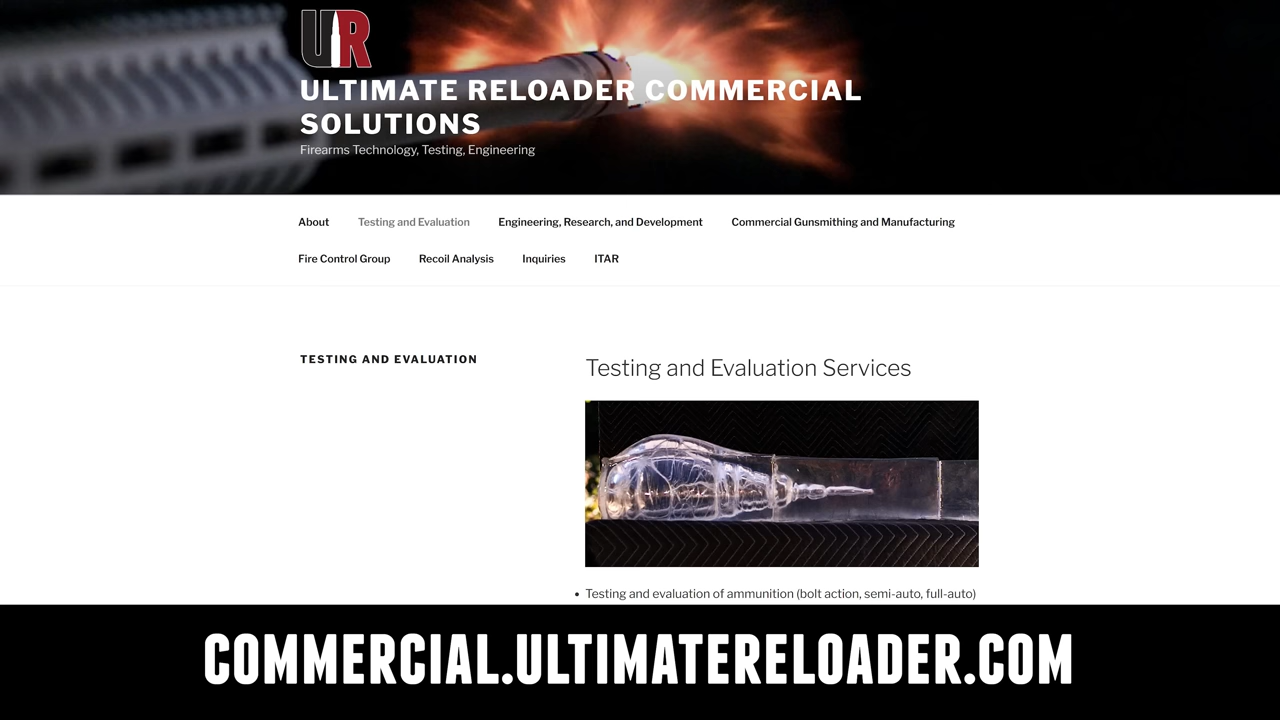 UR
ULTIMATE RELOADER COMMERCIAL
SOLUTIONS
Firearms Technology, Testing, Engineering
About Testing and Evaluation Engineering, Research, and Development Commercial Gunsmithing and Manufacturing
Fire Control Group Recoil Analysis Inquiries ITAR
TESTING AND EVALUATION
Testing and Evaluation Services
• Testing and evaluation of ammunition (bolt action, semi-auto, full-auto)
COMMERCIAL.ULTIMATERELOADER.COM